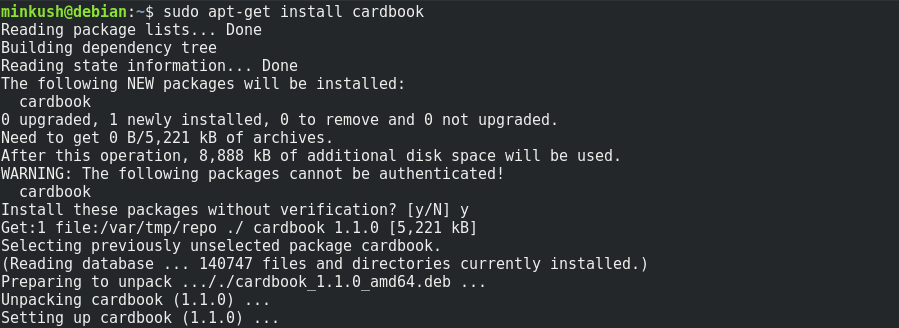 minkush@debian:~$ sudo apt-get install cardbook
Reading package lists... Done
Building dependency tree
Reading state information... Done
The following NEW packages will be installed:
  cardbook
0 upgraded, 1 newly installed, 0 to remove and 0 not upgraded.
Need to get 0 B/5,221 kB of archives.
After this operation, 8,888 kB of additional disk space will be used.
WARNING: The following packages cannot be authenticated!
  cardbook
Install these packages without verification? [y/N] y
Get:1 file:/var/tmp/repo ./ cardbook 1.1.0 [5,221 kB]
Selecting previously unselected package cardbook.
(Reading database ... 140747 files and directories currently installed.)
Preparing to unpack ..././cardbook_1.1.0_amd64.deb ...
Unpacking cardbook (1.1.0) ...
Setting up cardbook (1.1.0) ...